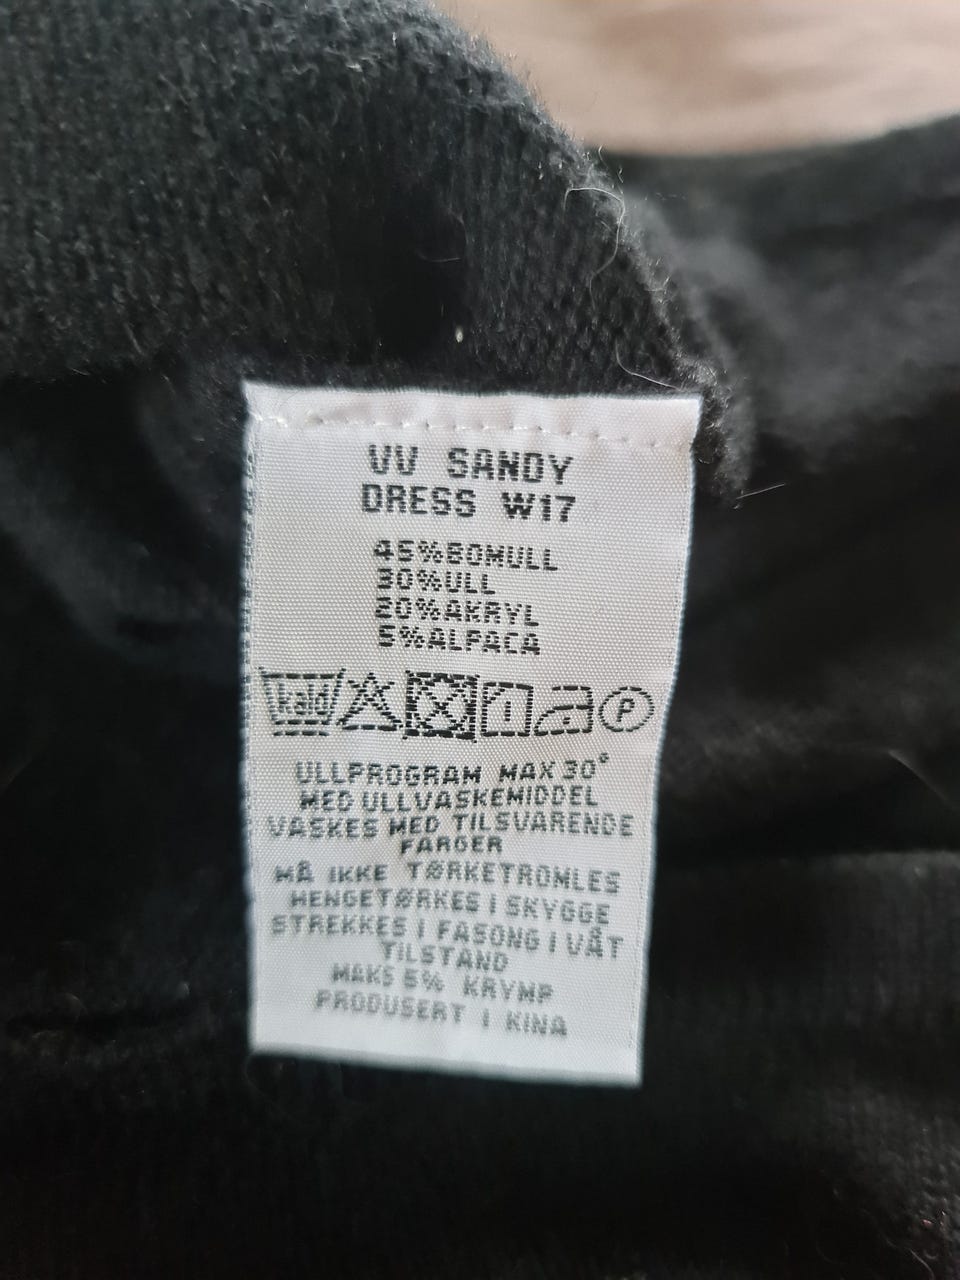 VV SANDY
DRESS W17
45%BOMULL
30%ULL
20%AKRYL
5%ALPACA
kald P
ULLPROGRAM MAX 30°
MED ULLVASKEMIDDEL
VASKES MED TILSVARENDE
FARGER
MÅ IKKE TØRKETROMLES
HENGETØRKES I SKYGGE
STREKKES I FASONG I VÅT
TILSTAND
MAKS 5% KRYMP
PRODUSERT I KINA